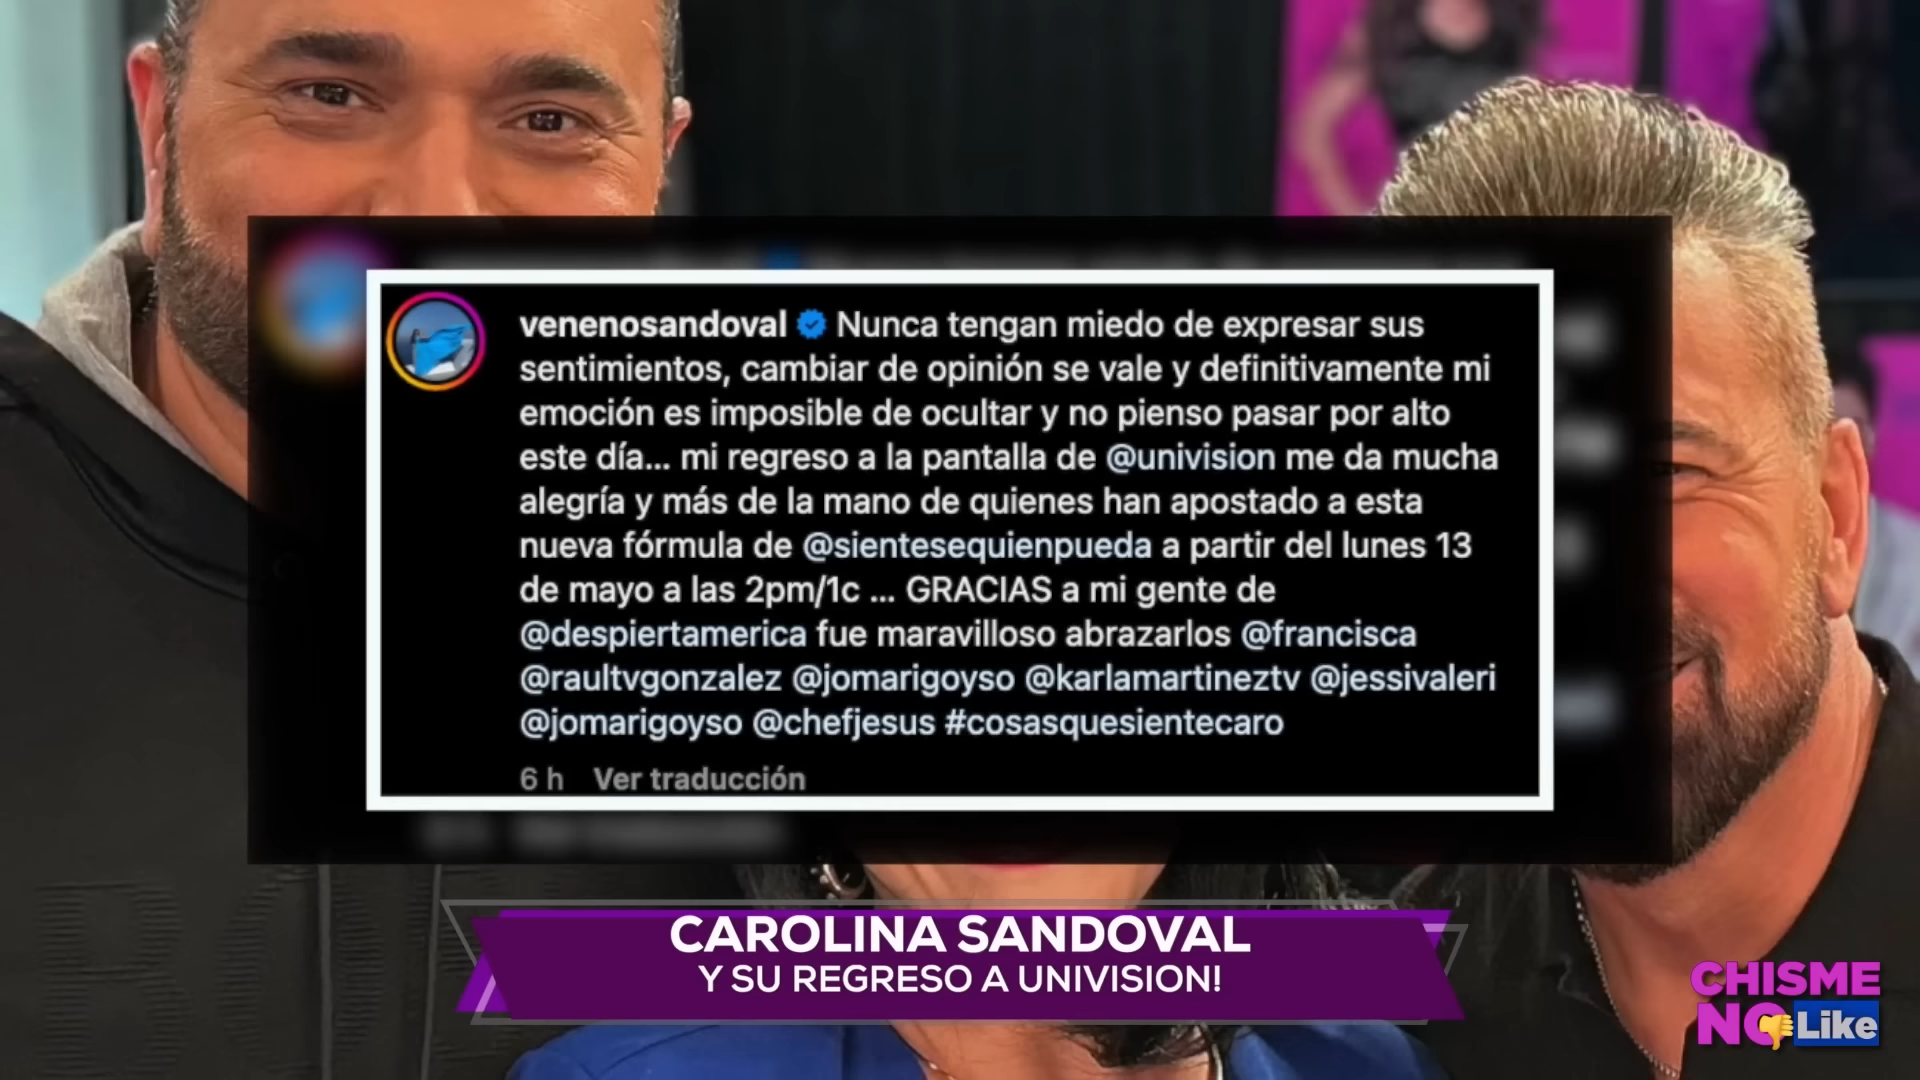 venenosandoval Nunca tengan miedo de expresar sus
sentimientos, cambiar de opinión se vale y definitivamente mi
emoción es imposible de ocultar y no pienso pasar por alto
este día... mi regreso a la pantalla de @univision me da mucha
alegría y más de la mano de quienes han apostado a esta
nueva fórmula de @sientesequienpueda a partir del lunes 13
de mayo a las 2pm/1c ... GRACIAS a mi gente de
@despiertamerica fue maravilloso abrazarlos @francisca
@raultvgonzalez @jomarigoyso @karlamartineztv @jessivaleri
@jomarigoyso @chefjesus #cosasquesientecaro
6 h Ver traducción
CAROLINA SANDOVAL
Y SU REGRESO A UNIVISION!
CHISME
NO Like